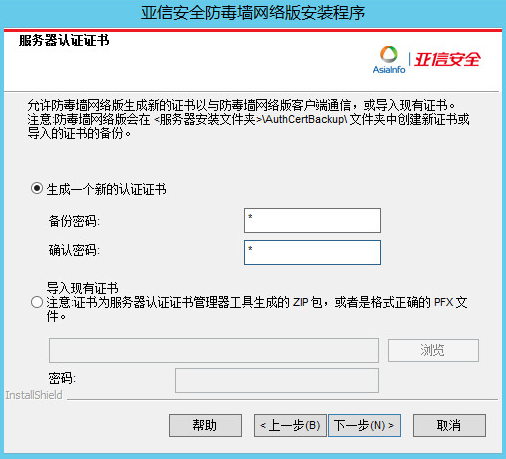 亚信安全防毒墙网络版安装程序
服务器认证证书
AsiaInfo 亚信安全
允许防毒墙网络版生成新的证书以与防毒墙网络版客户端通信，或导入现有证书。
注意:防毒墙网络版会在 <服务器安装文件夹>\AuthCertBackup\ 文件夹中创建新证书或
导入的证书的备份。
生成一个新的认证证书
备份密码: *
确认密码: *
导入现有证书
注意:证书为服务器认证证书管理器工具生成的 ZIP 包，或者是格式正确的 PFX 文
件。
浏览
密码:
InstallShield
帮助 < 上一步(B) 下一步(N) > 取消